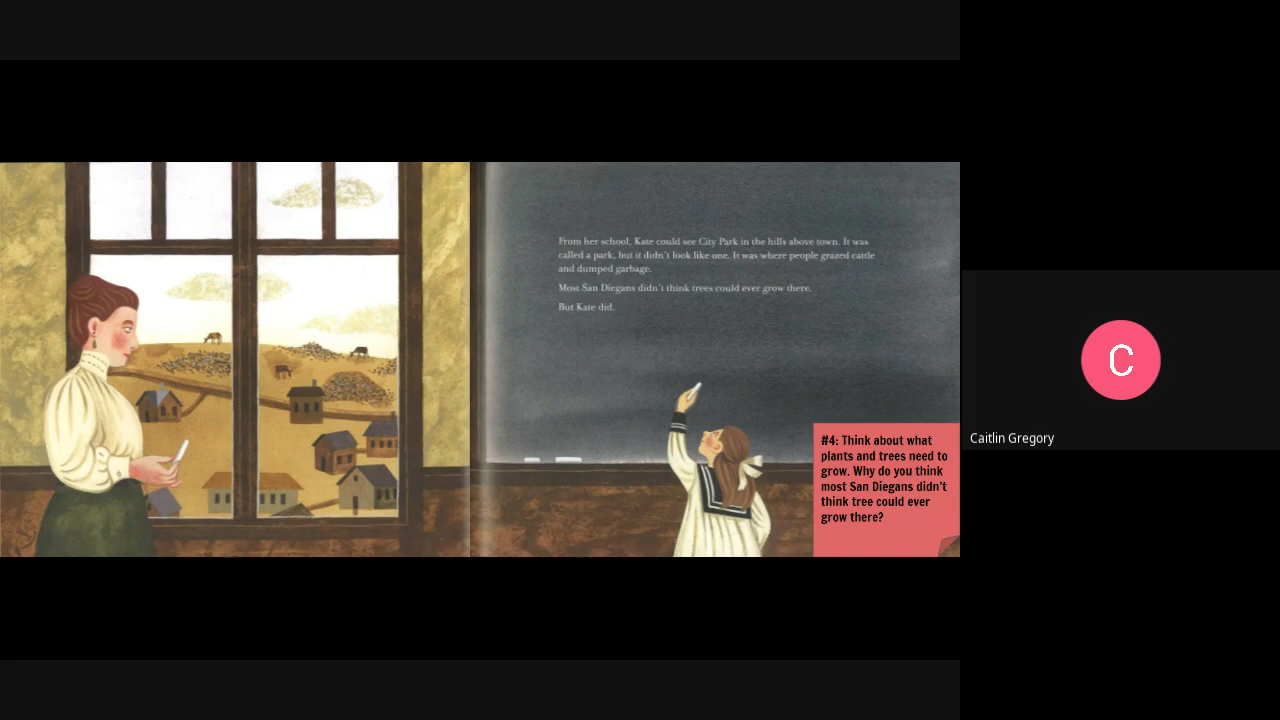 From her school, Kate could see City Park in the hills above town. It was
called a park, but it didn't look like one. It was where people grazed cattle
and dumped garbage.
Most San Diegans didn't think trees could ever grow there.
But Kate did.
#4: Think about what
plants and trees need to
grow. Why do you think
most San Diegans didn't
think tree could ever
grow there?
C
Caitlin Gregory